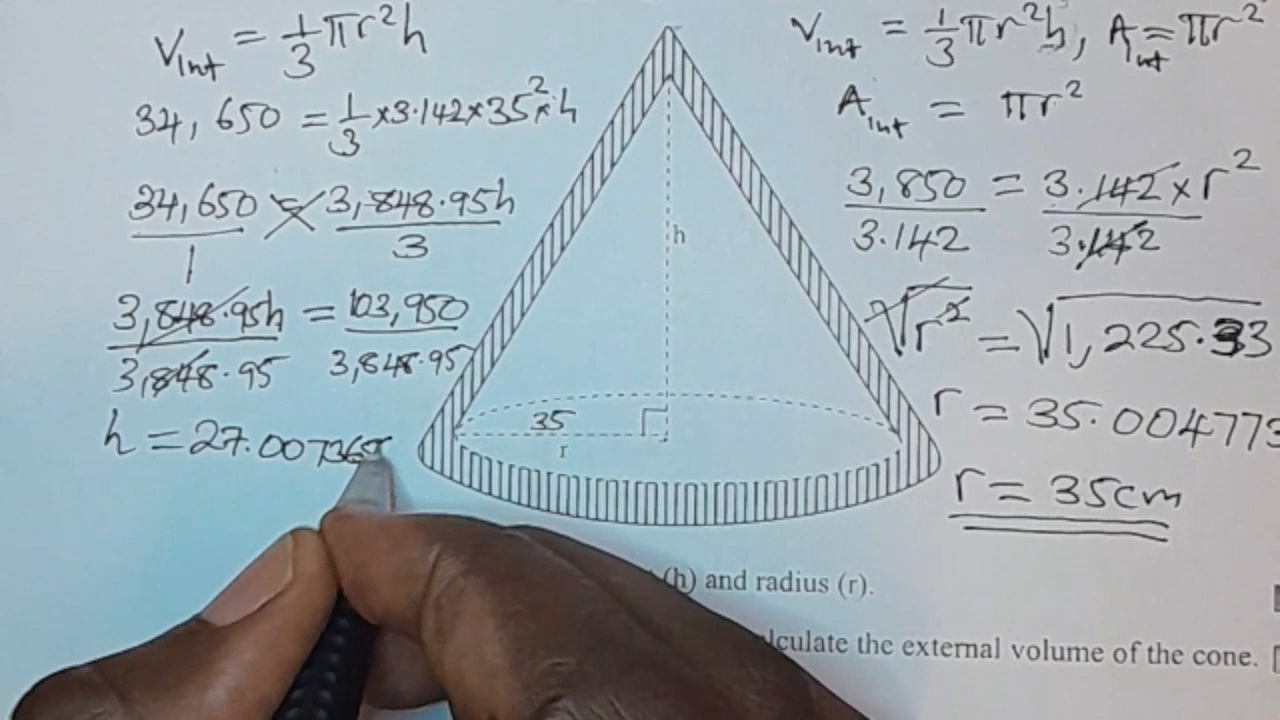 V_int = 1/3 πr²h
34,650 = 1/3 × 3.142 × 35² × h
34,650/1 = 3,848.95h/3
3,848.95h/3,848.95 = 103,950/3,848.95
h = 27.00736
h
35
r
V_int = 1/3 πr²h, A_int = πr²
A_int = πr²
3,850/3.142 = 3.142 × r²/3.142
√r² = √1,225.33
r = 35.004773
r = 35cm
(h) and radius (r).
calculate the external volume of the cone. [